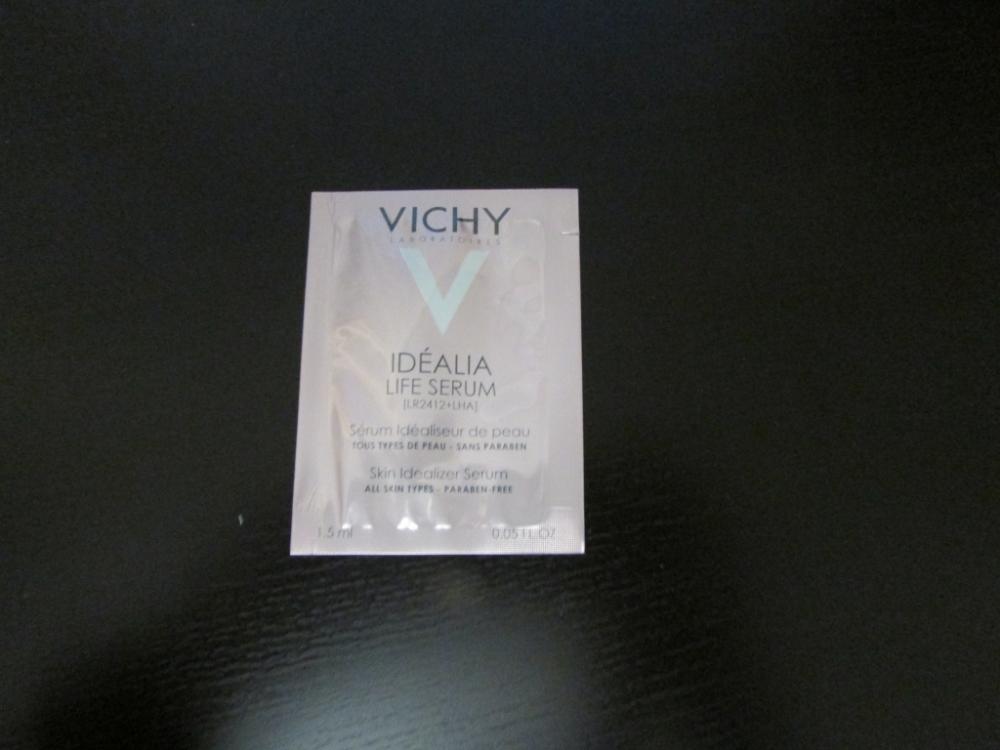 VICHY
LABORATOIRES
V
IDÉALIA
LIFE SERUM
[LR2412+LHA]
Sérum Idéaliseur de peau
TOUS TYPES DE PEAU - SANS PARABEN
Skin Idealizer Serum
ALL SKIN TYPES - PARABEN-FREE
1.5 ml 0.05 FL.OZ